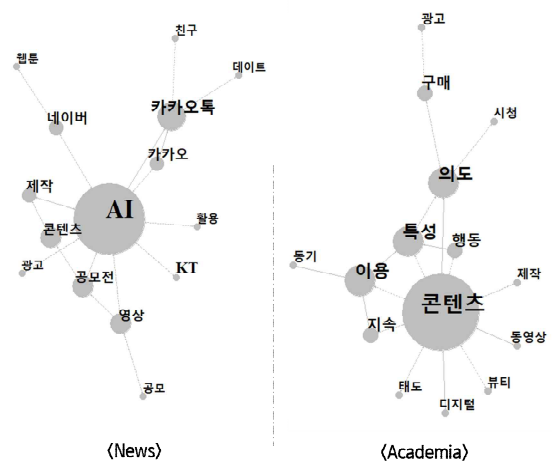 친구
웹툰
데이트
네이버
카카오톡
카카오
제작
AI
콘텐츠
활용
광고
공모전
KT
영상
공모
<News>
광고
구매
시청
의도
특성
행동
동기
이용
콘텐츠
제작
지속
동영상
태도
뷰티
디지털
<Academia>